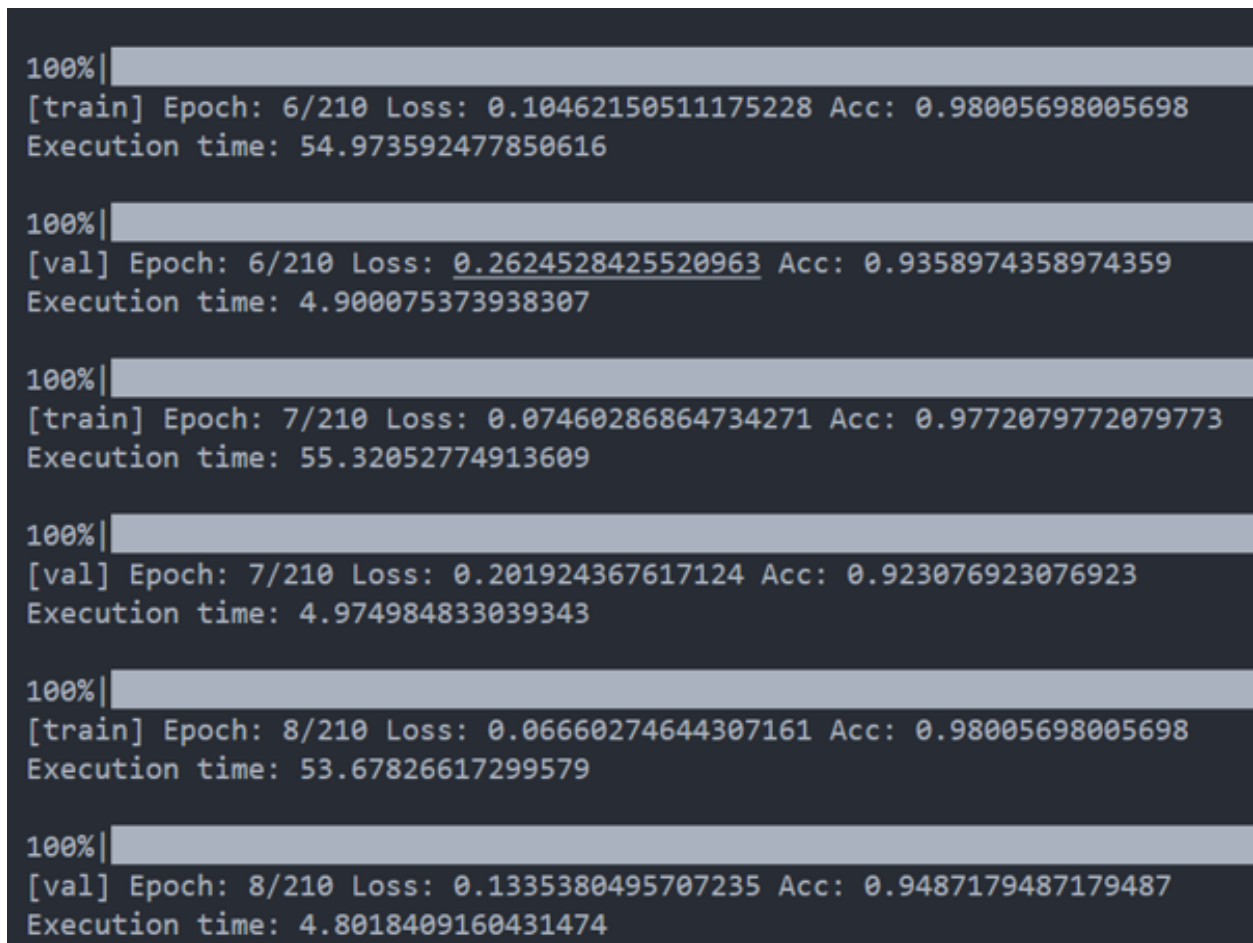 100%|
[train] Epoch: 6/210 Loss: 0.10462150511175228 Acc: 0.98005698005698
Execution time: 54.973592477850616
100%|
[val] Epoch: 6/210 Loss: 0.2624528425520963 Acc: 0.9358974358974359
Execution time: 4.900075373938307
100%|
[train] Epoch: 7/210 Loss: 0.07460286864734271 Acc: 0.9772079772079773
Execution time: 55.32052774913609
100%|
[val] Epoch: 7/210 Loss: 0.201924367617124 Acc: 0.923076923076923
Execution time: 4.974984833039343
100%|
[train] Epoch: 8/210 Loss: 0.06660274644307161 Acc: 0.98005698005698
Execution time: 53.67826617299579
100%|
[val] Epoch: 8/210 Loss: 0.1335380495707235 Acc: 0.9487179487179487
Execution time: 4.8018409160431474